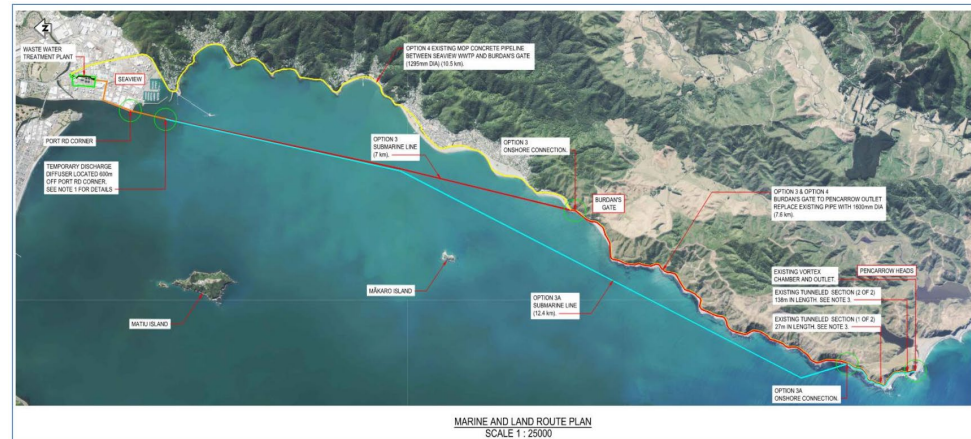 N
WASTE WATER
TREATMENT PLANT
SEAVIEW
OPTION 4 EXISTING MOP CONCRETE PIPELINE
BETWEEN SEAVIEW WWTP AND BURDAN'S GATE
(1295mm DIA) (10.5 km).
PORT RD CORNER
OPTION 3
SUBMARINE LINE
(7 km).
OPTION 3
ONSHORE CONNECTION.
TEMPORARY DISCHARGE
DIFFUSER LOCATED 600m
OFF PORT RD CORNER.
SEE NOTE 1 FOR DETAILS
BURDAN'S
GATE
OPTION 3 & OPTION 4
BURDAN'S GATE TO PENCARROW OUTLET
REPLACE EXISTING PIPE WITH 1600mm DIA
(7.6 km).
EXISTING VORTEX
CHAMBER AND OUTLET.
PENCARROW HEADS
EXISTING TUNNELED SECTION (2 OF 2)
138m IN LENGTH. SEE NOTE 3.
EXISTING TUNNELED SECTION (1 OF 2)
27m IN LENGTH. SEE NOTE 3.
MATIU ISLAND
MĀKARO ISLAND
OPTION 3A
SUBMARINE LINE
(12.4 km).
OPTION 3A
ONSHORE CONNECTION.
MARINE AND LAND ROUTE PLAN
SCALE 1 : 25000